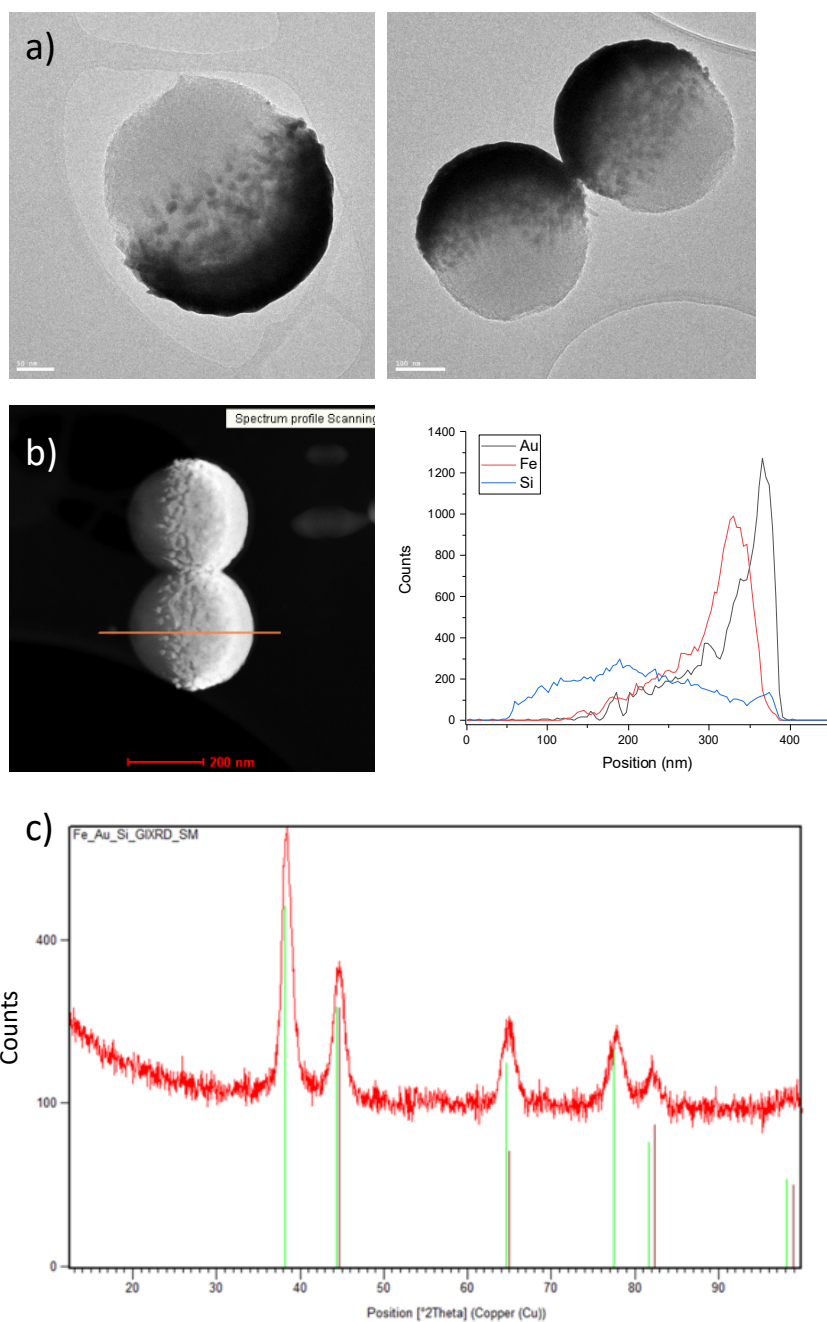 a)
50 nm
100 nm
b)
Spectrum profile Scanning
200 nm
Au
Fe
Si
1400
1200
1000
800
600
400
200
0
Counts
0 100 200 300 400
Position (nm)
c)
Fe_Au_Si_GIXRD_SM
400
100
0
Counts
20 30 40 50 60 70 80 90
Position [°2Theta] (Copper (Cu))